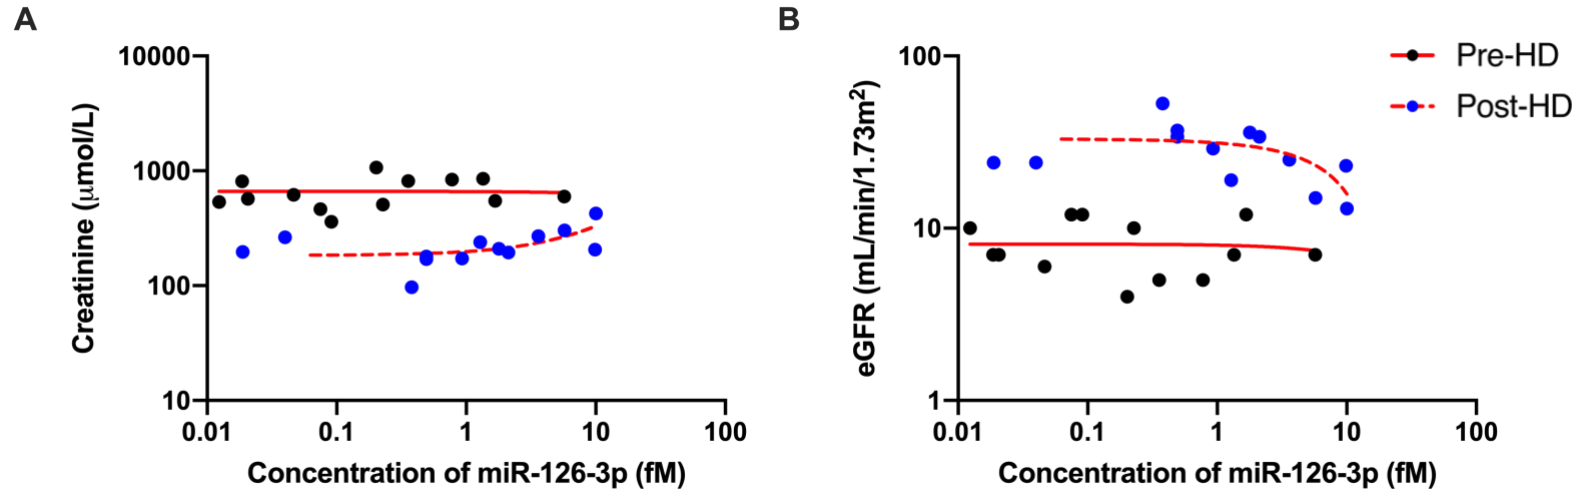 A
10000
1000
100
10
Creatinine (μmol/L)
0.01 0.1 1 10 100
Concentration of miR-126-3p (fM)
B
100
10
1
eGFR (mL/min/1.73m²)
0.01 0.1 1 10 100
Concentration of miR-126-3p (fM)
Pre-HD
Post-HD